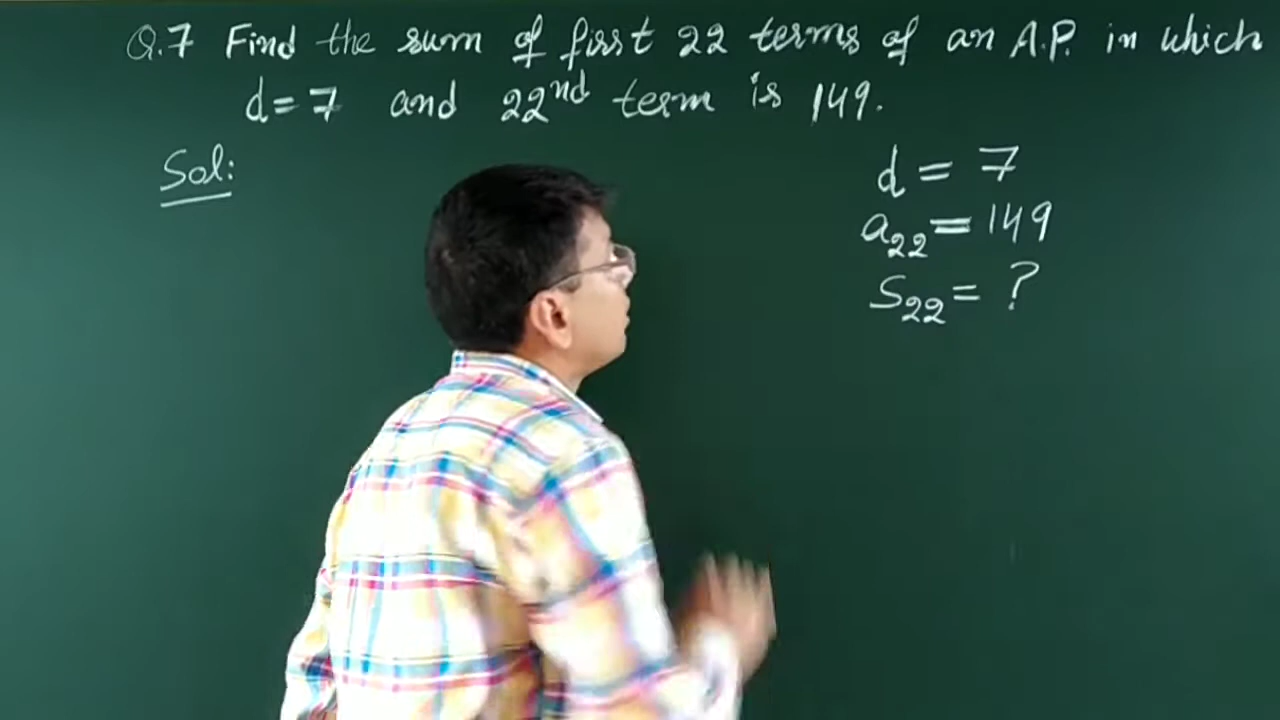 Q.7 Find the sum of first 22 terms of an A.P. in which
d=7 and 22nd term is 149.
Sol:
d = 7
a22 = 149
S22 = ?